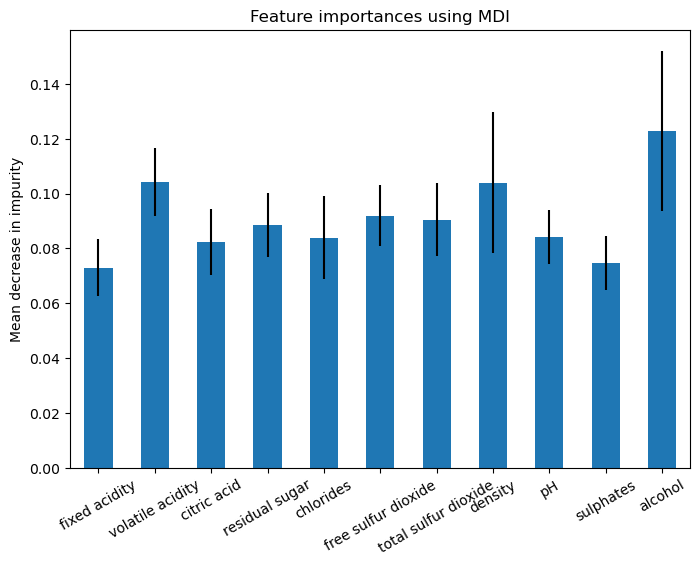 Feature importances using MDI
Mean decrease in impurity
0.14
0.12
0.10
0.08
0.06
0.04
0.02
0.00
fixed acidity
volatile acidity
citric acid
residual sugar
chlorides
free sulfur dioxide
total sulfur dioxide
density
pH
sulphates
alcohol